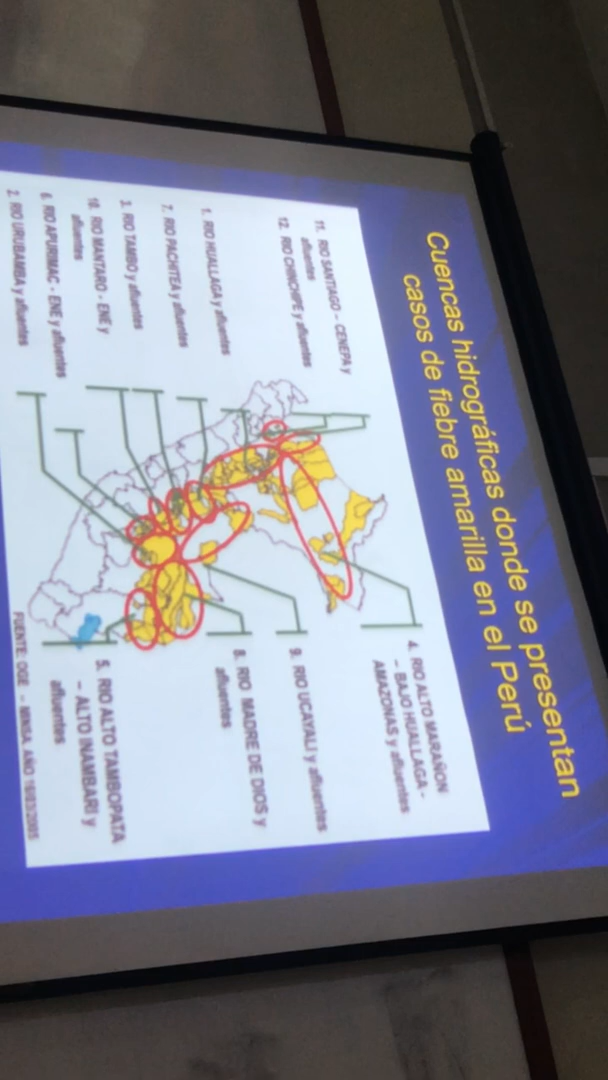 Cuencas hidrográficas donde se presentan
casos de fiebre amarilla en el Perú
11. RIO SANTIAGO - CENEPA y
afluentes
12. RIO CHINCHIPE y afluentes
1. RIO HUALLAGA y afluentes
7. RIO PACHITEA y afluentes
3. RIO TAMBO y afluentes
10. RIO MANTARO - ENE y
afluentes
6. RIO APURIMAC - ENE y afluentes
2. RIO URUBAMBA y afluentes
4. RIO ALTO MARAÑON
- BAJO HUALLAGA -
AMAZONAS y afluentes
9. RIO UCAYALI y afluentes
8. RIO MADRE DE DIOS y
afluentes
5. RIO ALTO TAMBOPATA
- ALTO INAMBARI y
afluentes
FUENTE: OGE - MINSA. AÑO